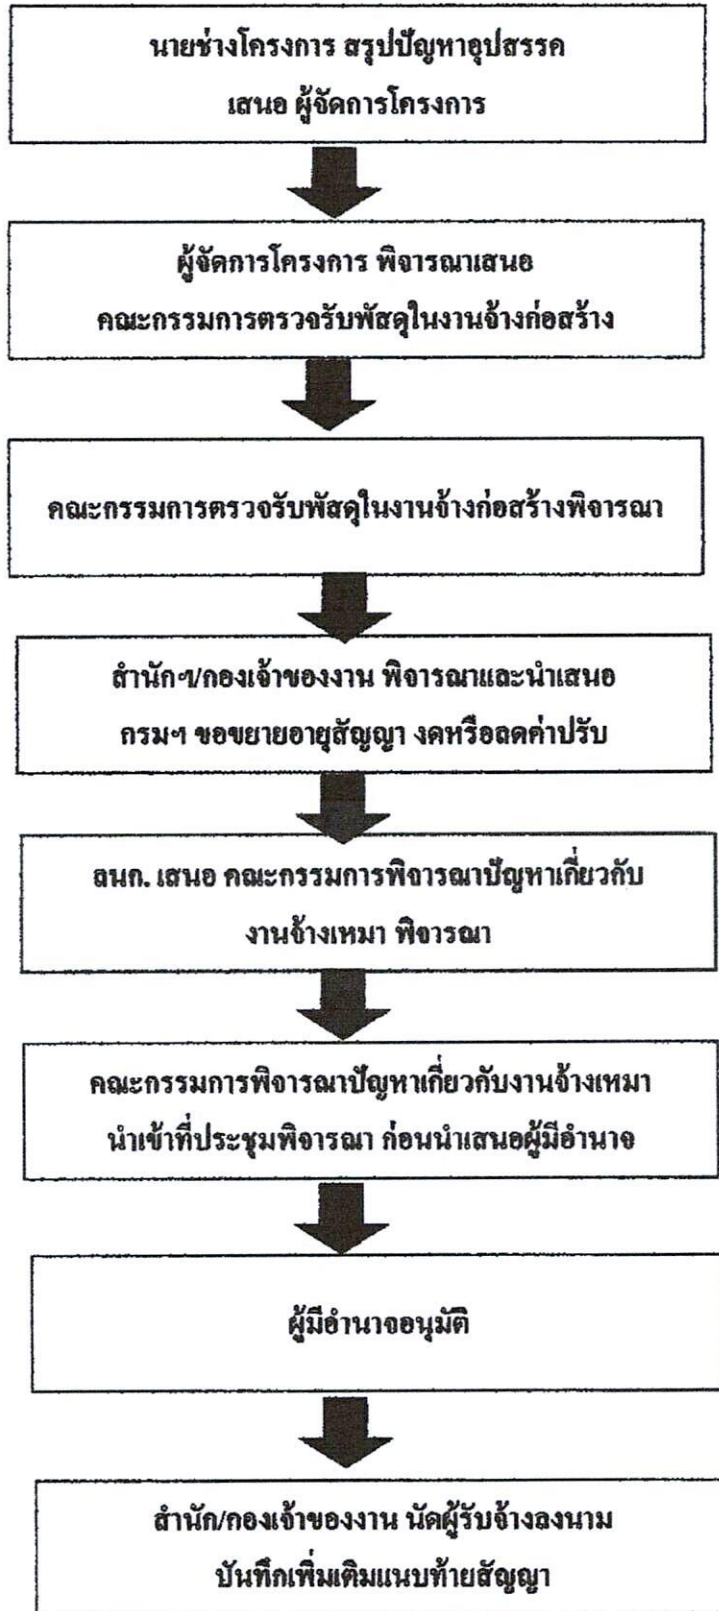 นายช่างโครงการ สรุปปัญหาอุปสรรค
เสนอ ผู้จัดการโครงการ
ผู้จัดการโครงการ พิจารณาเสนอ
คณะกรรมการตรวจรับพัสดุในงานจ้างก่อสร้าง
คณะกรรมการตรวจรับพัสดุในงานจ้างก่อสร้างพิจารณา
สำนักฯ/กองเจ้าของงาน พิจารณาและนำเสนอ
กรมฯ ขอขยายอายุสัญญา งดหรือลดค่าปรับ
ลนก. เสนอ คณะกรรมการพิจารณาปัญหาเกี่ยวกับ
งานจ้างเหมา พิจารณา
คณะกรรมการพิจารณาปัญหาเกี่ยวกับงานจ้างเหมา
นำเข้าที่ประชุมพิจารณา ก่อนนำเสนอผู้มีอำนาจ
ผู้มีอำนาจอนุมัติ
สำนัก/กองเจ้าของงาน นัดผู้รับจ้างลงนาม
บันทึกเพิ่มเติมแนบท้ายสัญญา